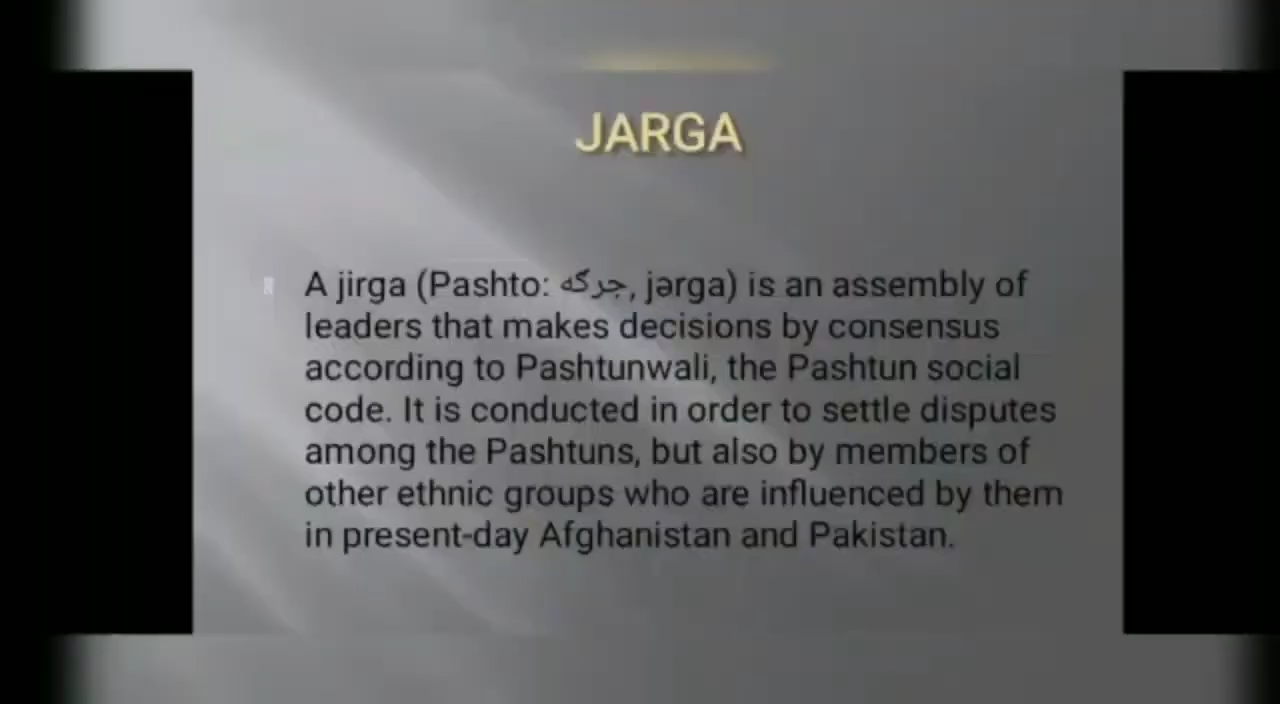 JARGA
A jirga (Pashto: جرګه, jərga) is an assembly of
leaders that makes decisions by consensus
according to Pashtunwali, the Pashtun social
code. It is conducted in order to settle disputes
among the Pashtuns, but also by members of
other ethnic groups who are influenced by them
in present-day Afghanistan and Pakistan.